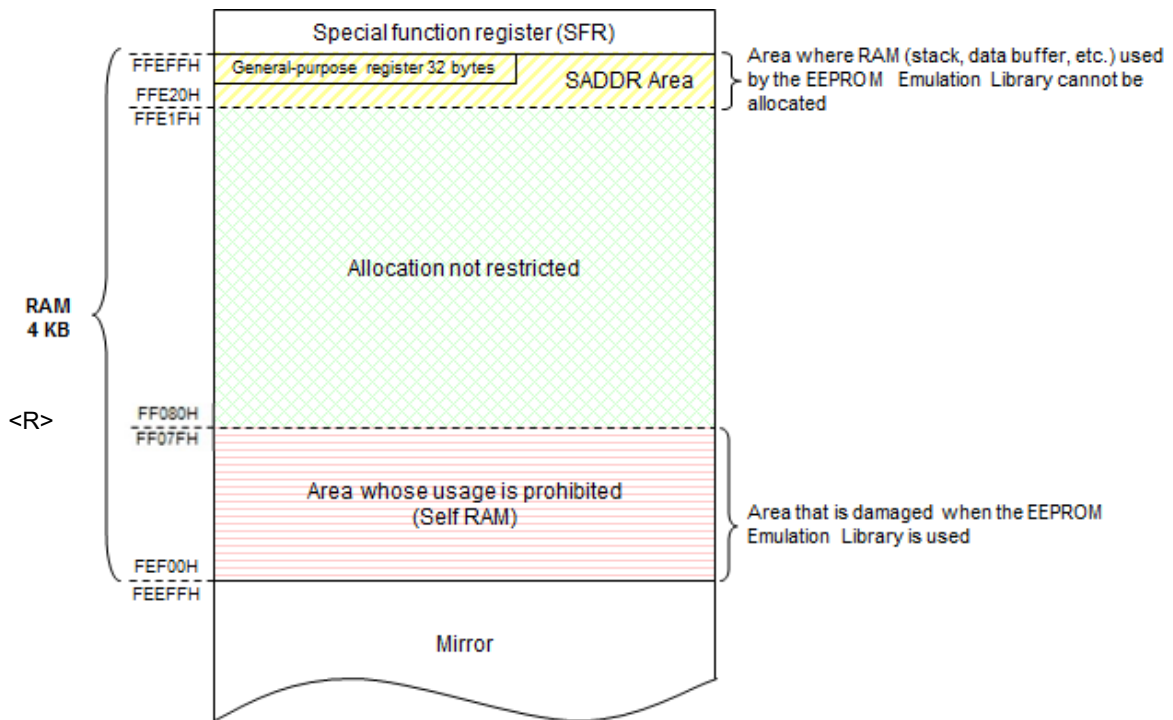 Special function register (SFR)
FFEFFH
General-purpose register 32 bytes
SADDR Area
FFE20H
FFE1FH
Area where RAM (stack, data buffer, etc.) used
by the EEPROM Emulation Library cannot be
allocated
Allocation not restricted
RAM
4 KB
<R>
FF080H
FF07FH
Area whose usage is prohibited
(Self RAM)
Area that is damaged when the EEPROM
Emulation Library is used
FEF00H
FEEFFH
Mirror